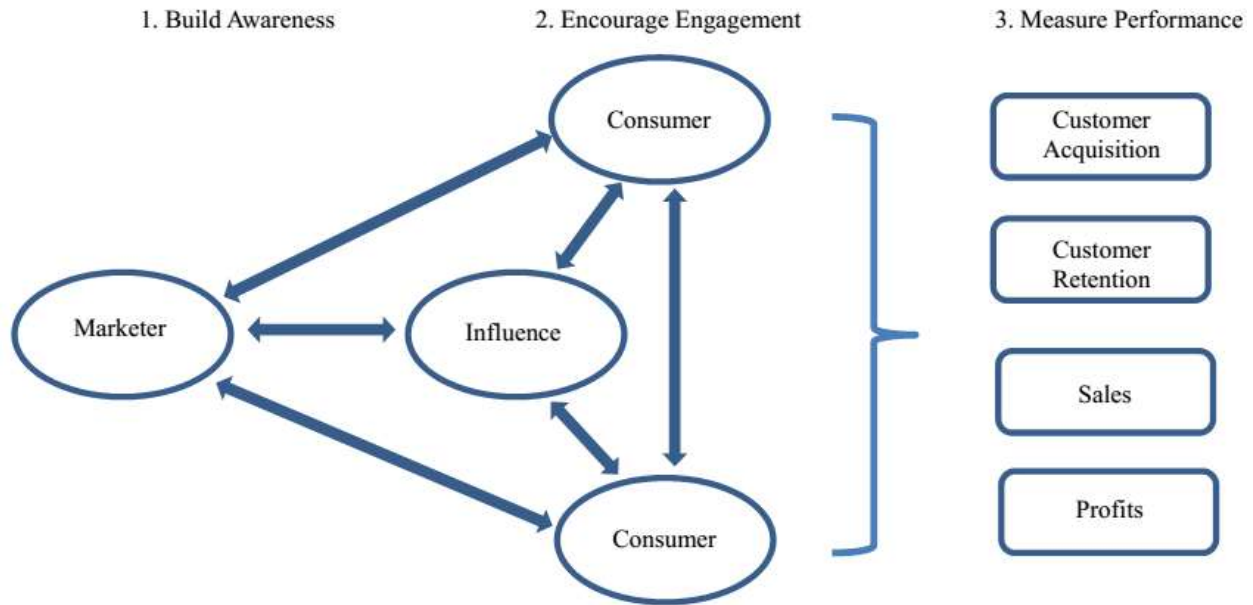 1. Build Awareness
2. Encourage Engagement
3. Measure Performance
Consumer
Marketer
Influence
Consumer
Customer
Acquisition
Customer
Retention
Sales
Profits